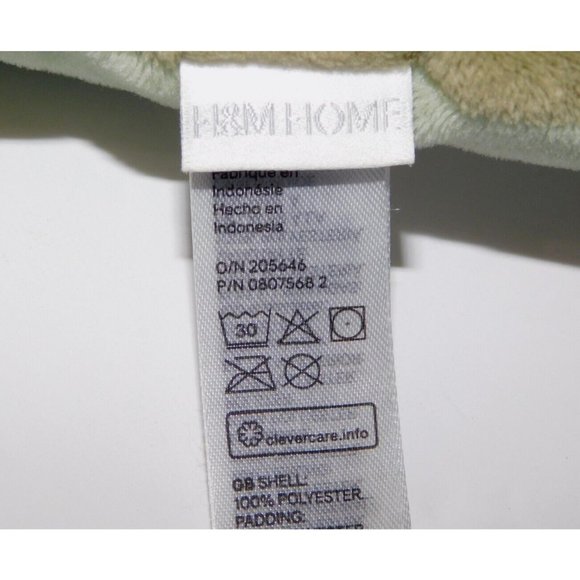 H&M HOME
Fabriqué en
Indonésie
Hecho en
Indonesia
O/N 205646
P/N 0807568 2
30
clevercare.info
GB SHELL:
100% POLYESTER.
PADDING: